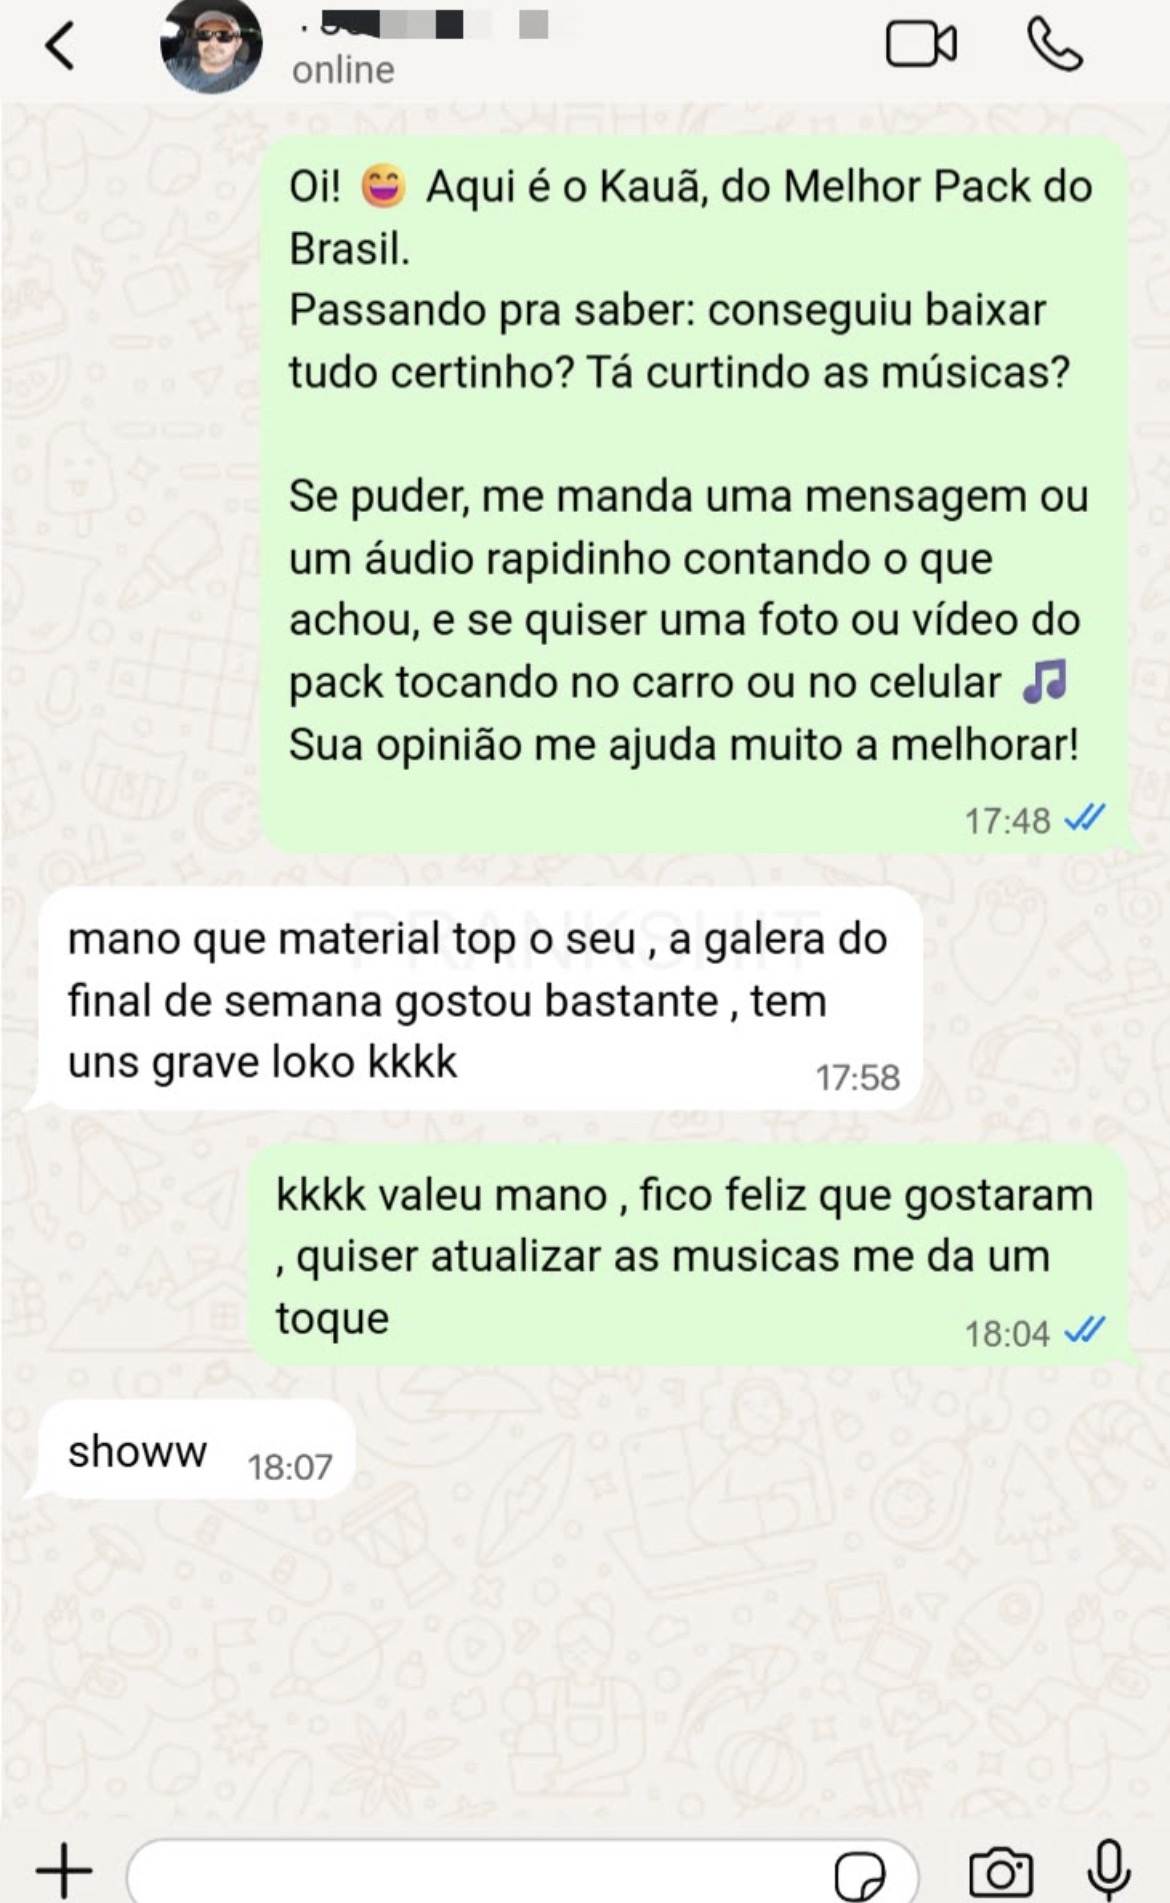 online
Oi! 😄 Aqui é o Kauã, do Melhor Pack do
Brasil.
Passando pra saber: conseguiu baixar
tudo certinho? Tá curtindo as músicas?
Se puder, me manda uma mensagem ou
um áudio rapidinho contando o que
achou, e se quiser uma foto ou vídeo do
pack tocando no carro ou no celular 🎵
Sua opinião me ajuda muito a melhorar!
17:48
PRANKSHIT
mano que material top o seu , a galera do
final de semana gostou bastante , tem
uns grave loko kkkk
17:58
kkkk valeu mano , fico feliz que gostaram
, quiser atualizar as musicas me da um
toque
18:04
showw
18:07